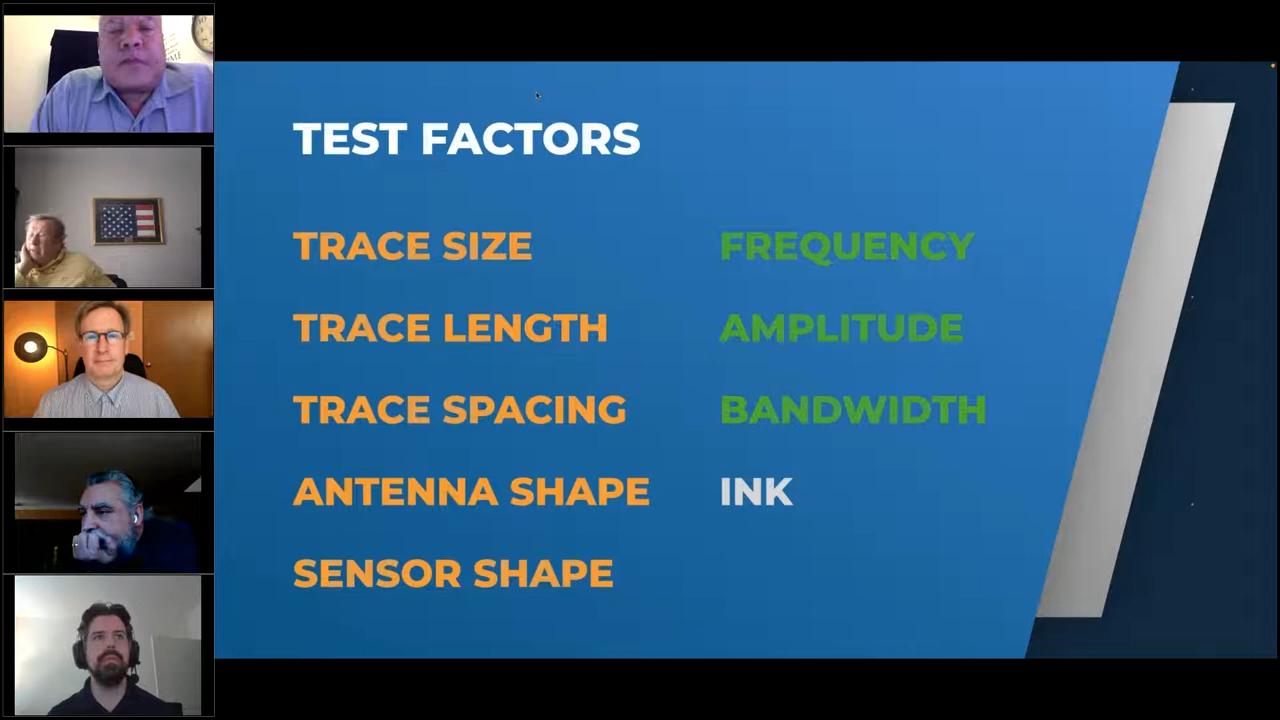 TEST FACTORS
TRACE SIZE
TRACE LENGTH
TRACE SPACING
ANTENNA SHAPE
SENSOR SHAPE
FREQUENCY
AMPLITUDE
BANDWIDTH
INK